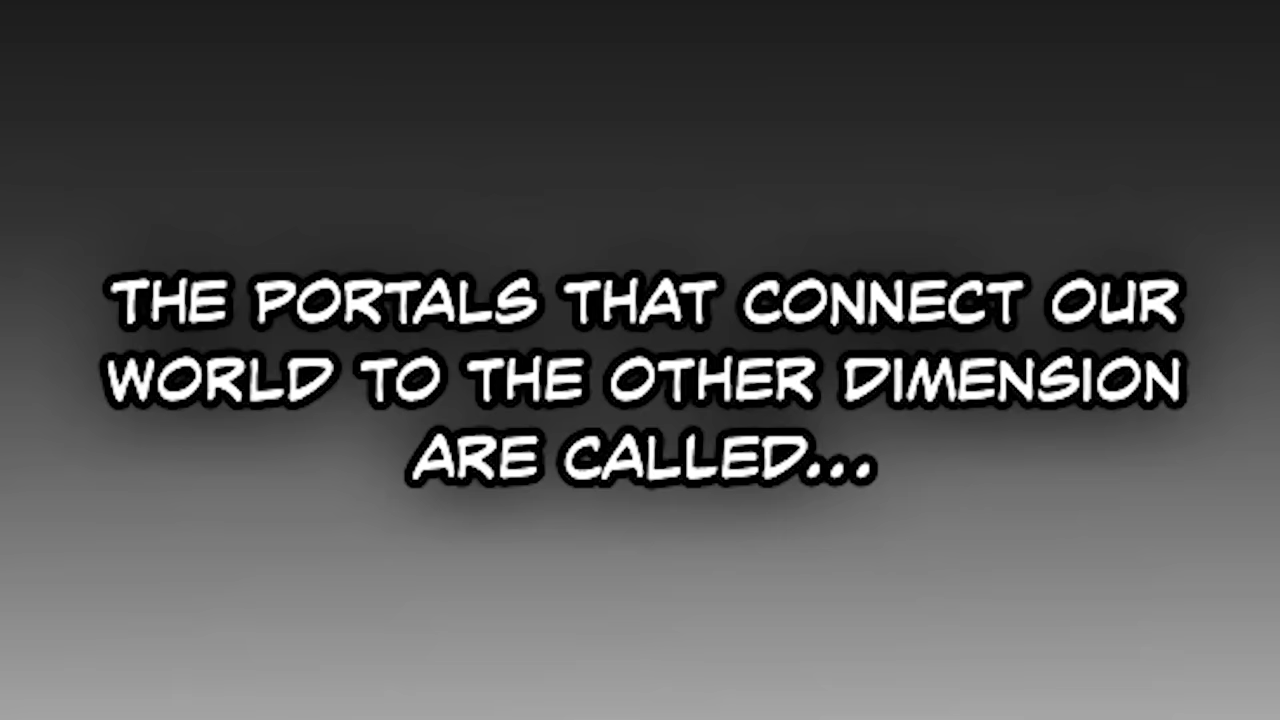 THE PORTALS THAT CONNECT OUR
WORLD TO THE OTHER DIMENSION
ARE CALLED...